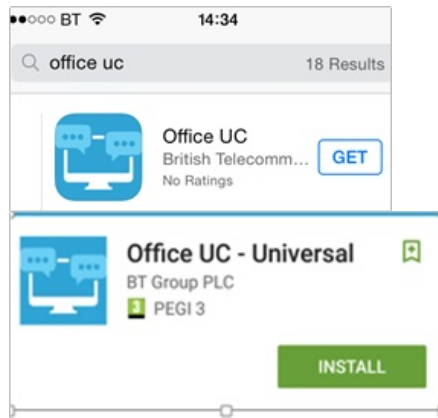 BT 14:34
office uc 18 Results
Office UC
British Telecomm... GET
No Ratings
Office UC - Universal
BT Group PLC
3 PEGI 3
INSTALL